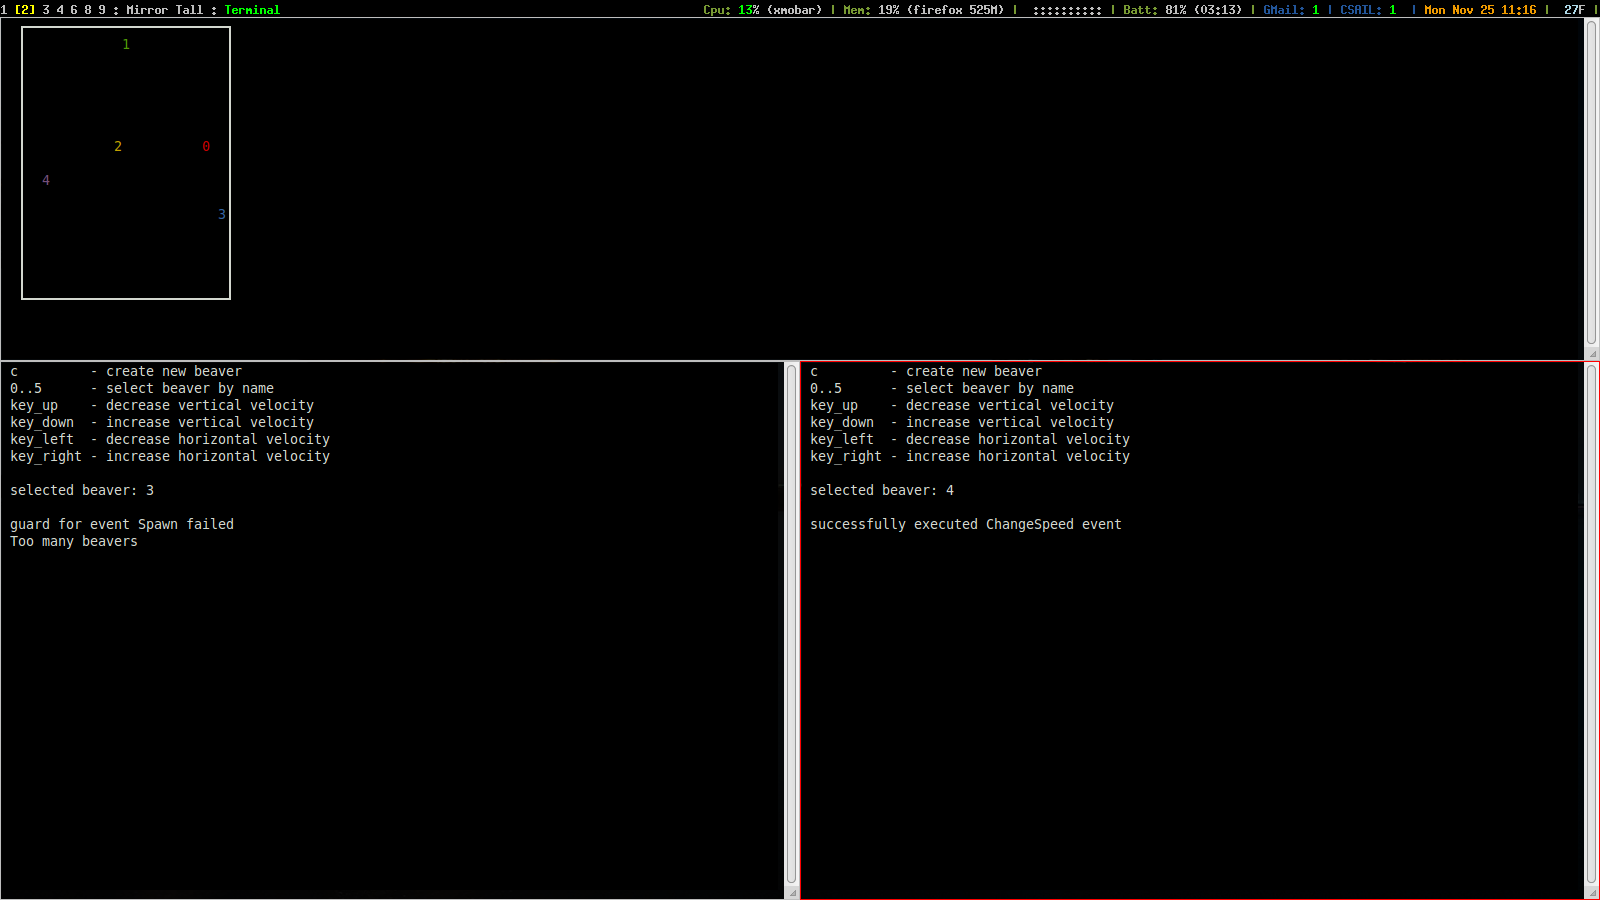 1 [2] 3 4 6 8 9 : Mirror Tall : Terminal Cpu: 13% (xmobar) | Mem: 19% (firefox 525M) | :::::::::: | Batt: 81% (03:13) | GMail: 1 | CSAIL: 1 | Mon Nov 25 11:16 | 27F |
1
2 0
4
3
c - create new beaver
0..5 - select beaver by name
key_up - decrease vertical velocity
key_down - increase vertical velocity
key_left - decrease horizontal velocity
key_right - increase horizontal velocity
selected beaver: 3
guard for event Spawn failed
Too many beavers
c - create new beaver
0..5 - select beaver by name
key_up - decrease vertical velocity
key_down - increase vertical velocity
key_left - decrease horizontal velocity
key_right - increase horizontal velocity
selected beaver: 4
successfully executed ChangeSpeed event